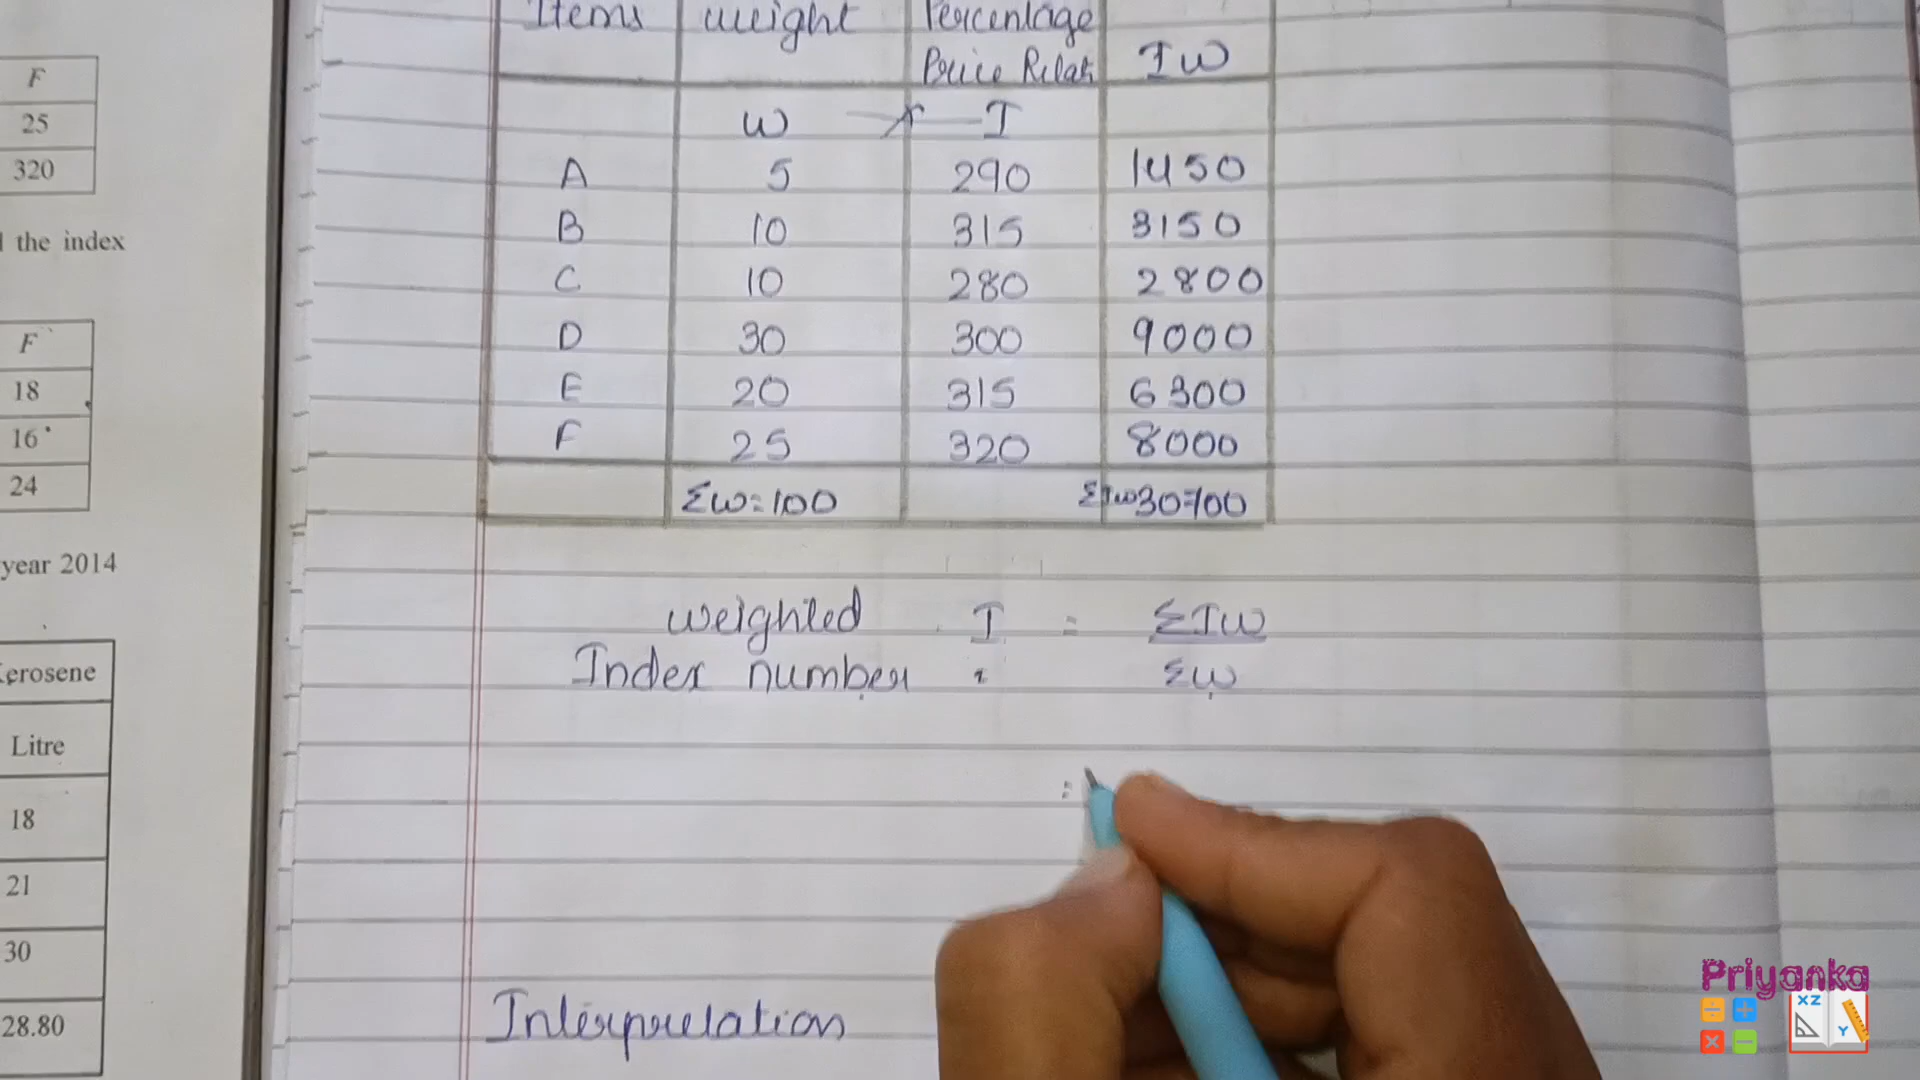 Items weight Percentage
Price Relati IW
W I
A 5 290 1450
B 10 315 3150
C 10 280 2800
D 30 300 9000
E 20 315 6300
F 25 320 8000
Σw=100 ΣIw=30700
weighted I = ΣIW
Index number : ΣW
=
Interpretation
F
25
320
the index
F
18
16
24
year 2014
Kerosene
Litre
18
21
30
28.80
Priyanka
XZ
Y